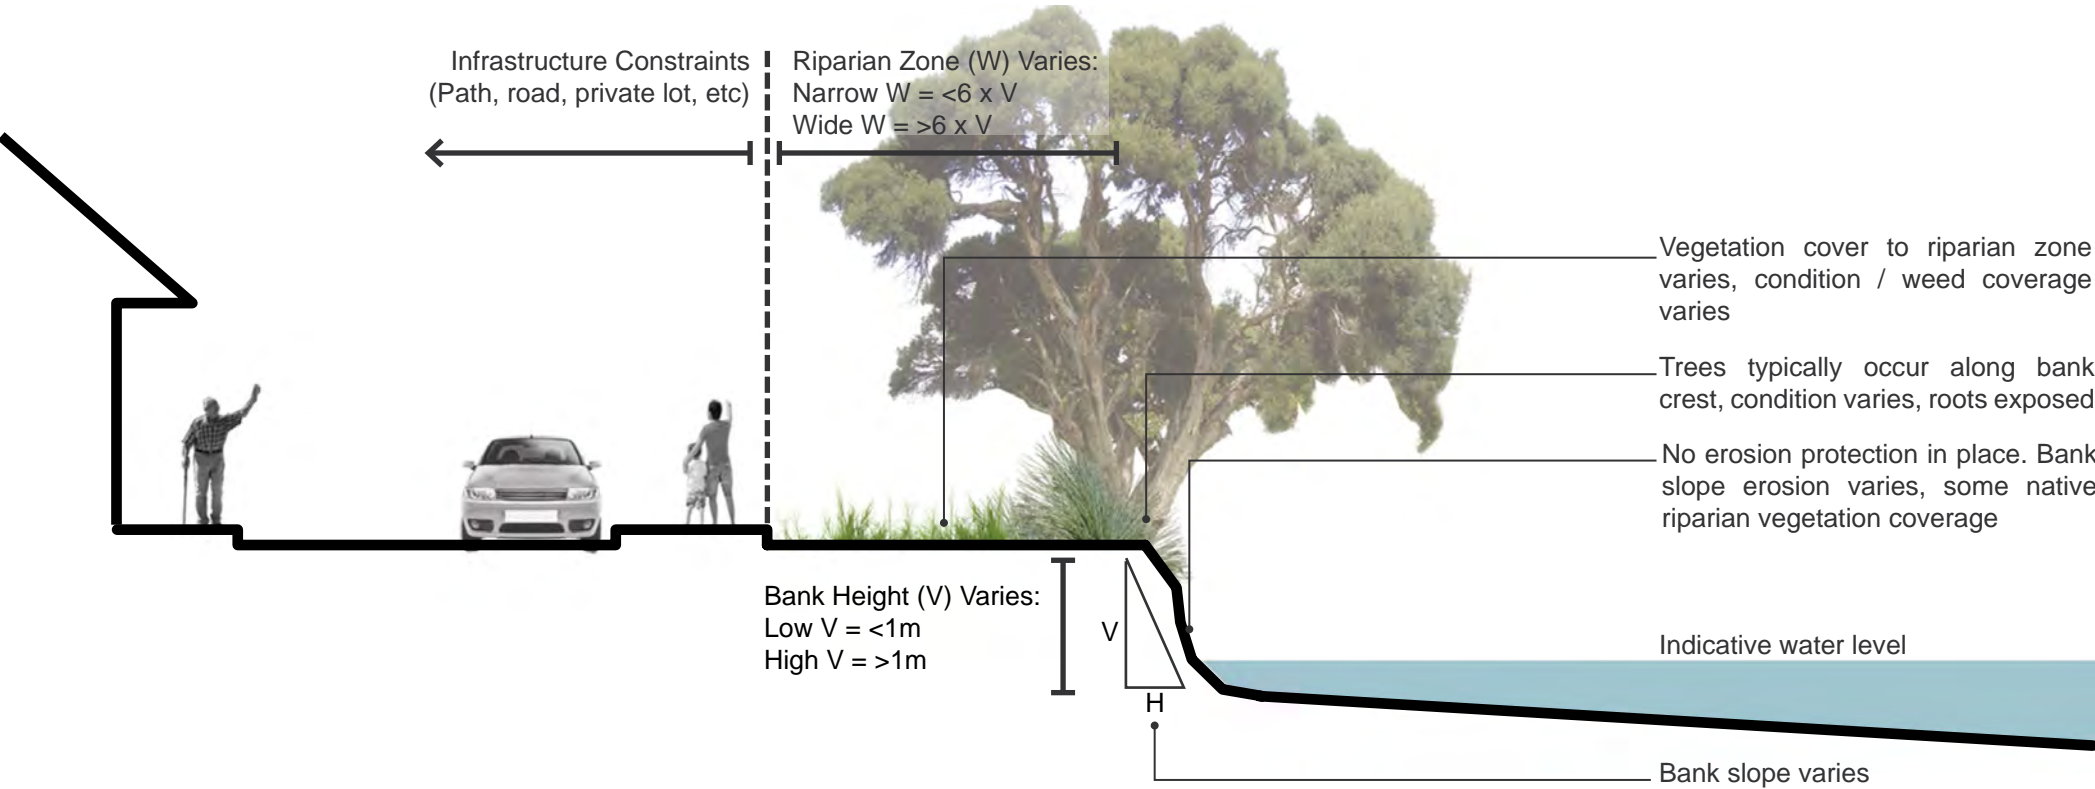 Infrastructure Constraints
(Path, road, private lot, etc)
Riparian Zone (W) Varies:
Narrow W = <6 x V
Wide W = >6 x V
Vegetation cover to riparian zone
varies, condition / weed coverage
varies
Trees typically occur along bank
crest, condition varies, roots exposed
No erosion protection in place. Bank
slope erosion varies, some native
riparian vegetation coverage
Bank Height (V) Varies:
Low V = <1m
High V = >1m
V
H
Indicative water level
Bank slope varies